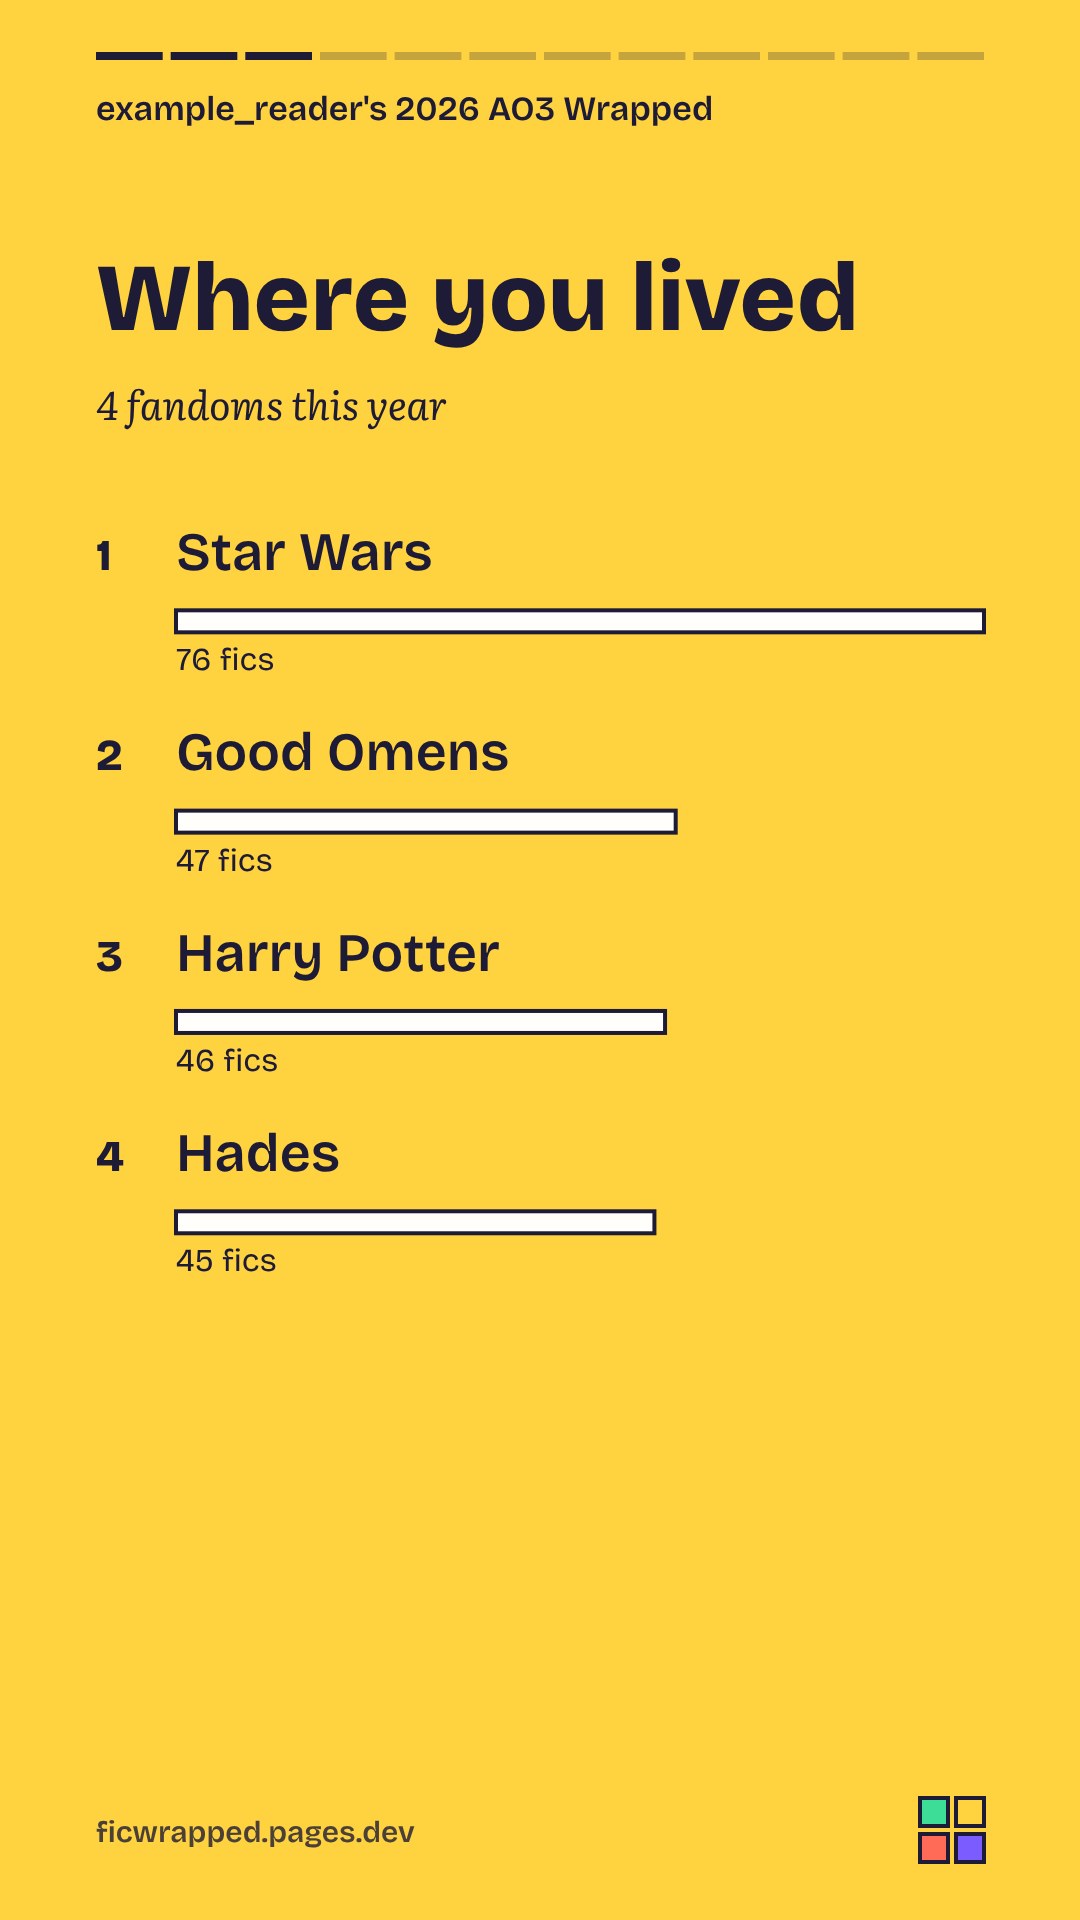 example_reader's 2026 AO3 Wrapped
Where you lived
4 fandoms this year
1 Star Wars
76 fics
2 Good Omens
47 fics
3 Harry Potter
46 fics
4 Hades
45 fics
ficwrapped.pages.dev